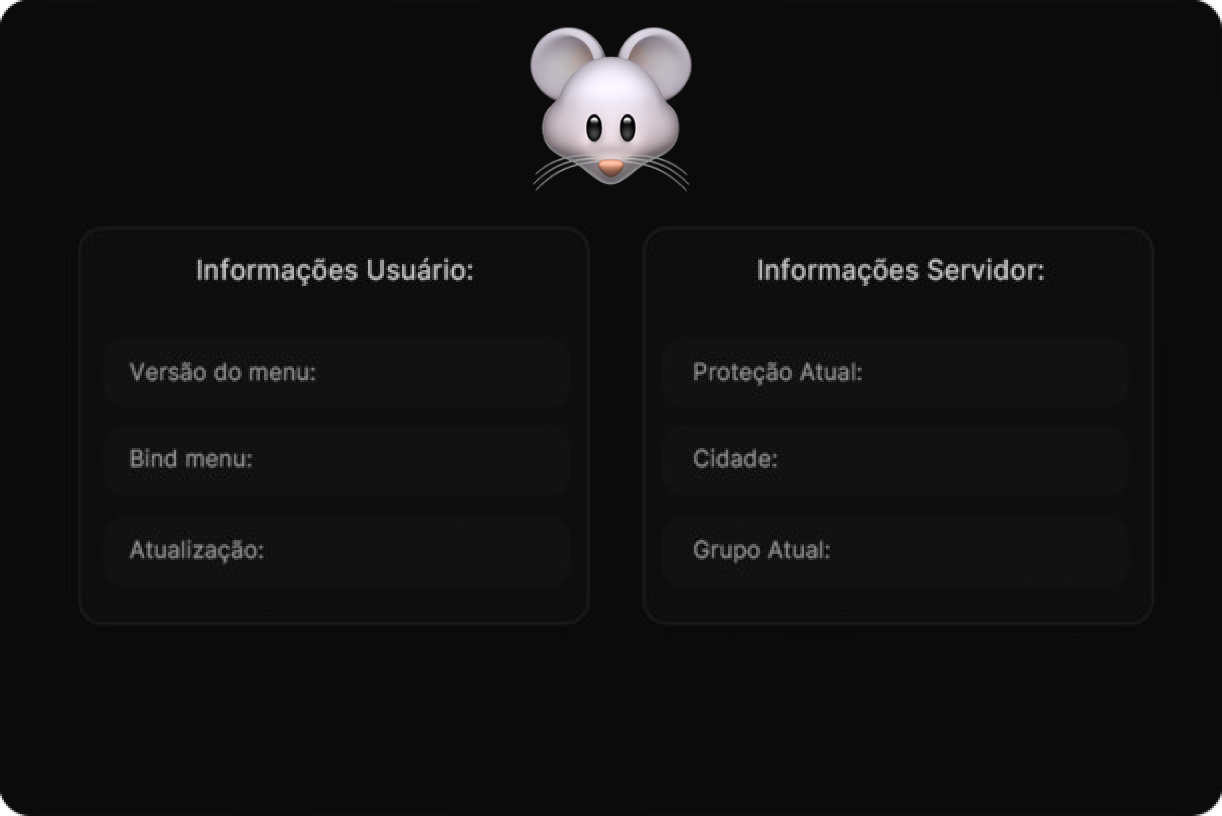 Informações Usuário:
Versão do menu:
Bind menu:
Atualização:
Informações Servidor:
Proteção Atual:
Cidade:
Grupo Atual: